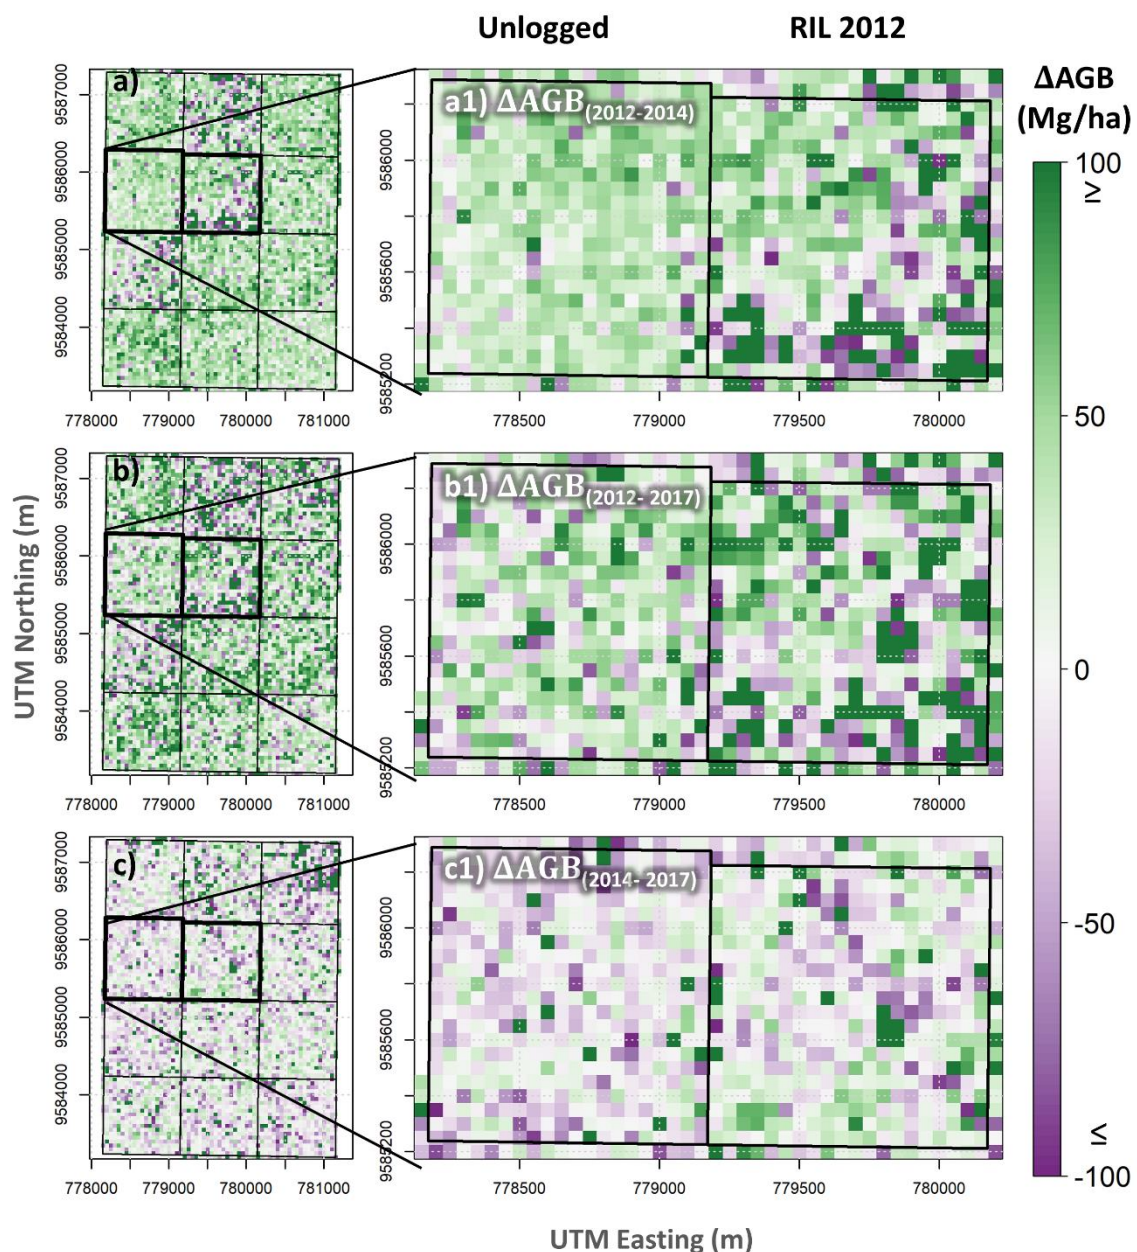 Unlogged RIL 2012
ΔAGB
(Mg/ha)
a)
a1) ΔAGB(2012-2014)
9587000
9586000
9585000
9584000
9586000
9585600
9585200
778000 779000 780000 781000
778500 779000 779500 780000
b)
b1) ΔAGB(2012- 2017)
9587000
9586000
9585000
9584000
9586000
9585600
9585200
778000 779000 780000 781000
778500 779000 779500 780000
c)
c1) ΔAGB(2014- 2017)
9587000
9586000
9585000
9584000
9586000
9585600
9585200
778000 779000 780000 781000
778500 779000 779500 780000
100
≥
50
0
-50
≤
-100
UTM Northing (m)
UTM Easting (m)